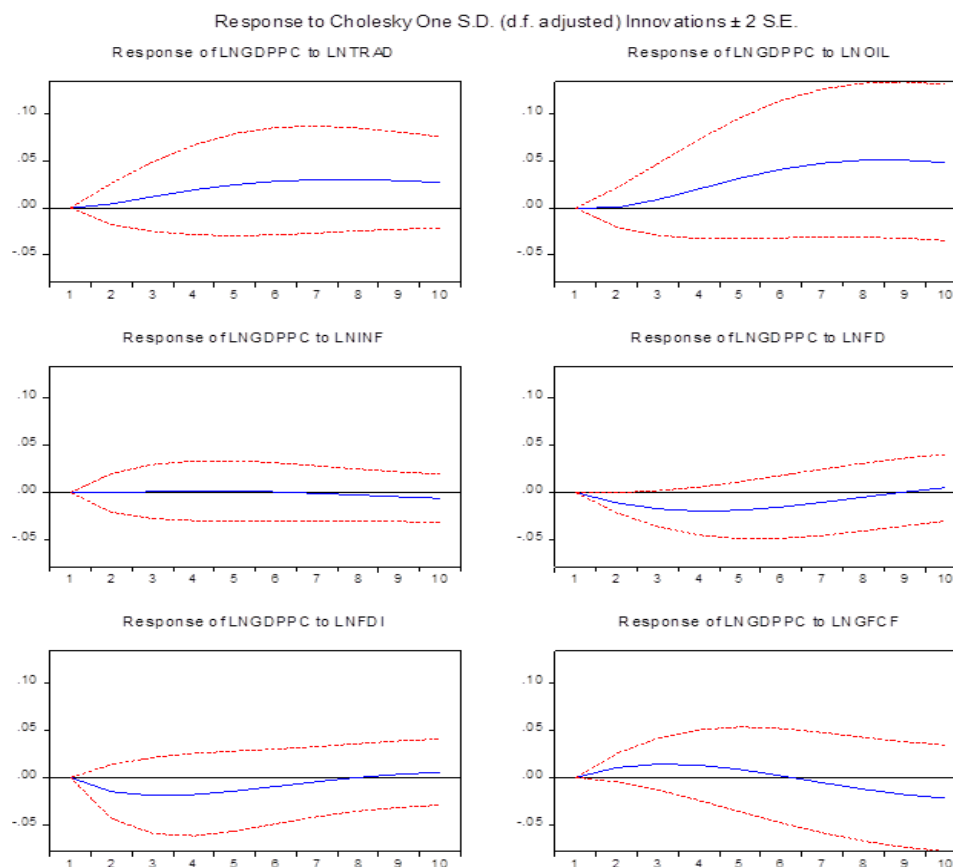 Response to Cholesky One S.D. (d.f. adjusted) Innovations ± 2 S.E.
Response of LNGDPPC to LNTRAD
.10
.05
.00
-.05
1 2 3 4 5 6 7 8 9 10
Response of LNGDPPC to LNOIL
.10
.05
.00
-.05
1 2 3 4 5 6 7 8 9 10
Response of LNGDPPC to LNINF
.10
.05
.00
-.05
1 2 3 4 5 6 7 8 9 10
Response of LNGDPPC to LNFD
.10
.05
.00
-.05
1 2 3 4 5 6 7 8 9 10
Response of LNGDPPC to LNFDI
.10
.05
.00
-.05
1 2 3 4 5 6 7 8 9 10
Response of LNGDPPC to LNGFCF
.10
.05
.00
-.05
1 2 3 4 5 6 7 8 9 10